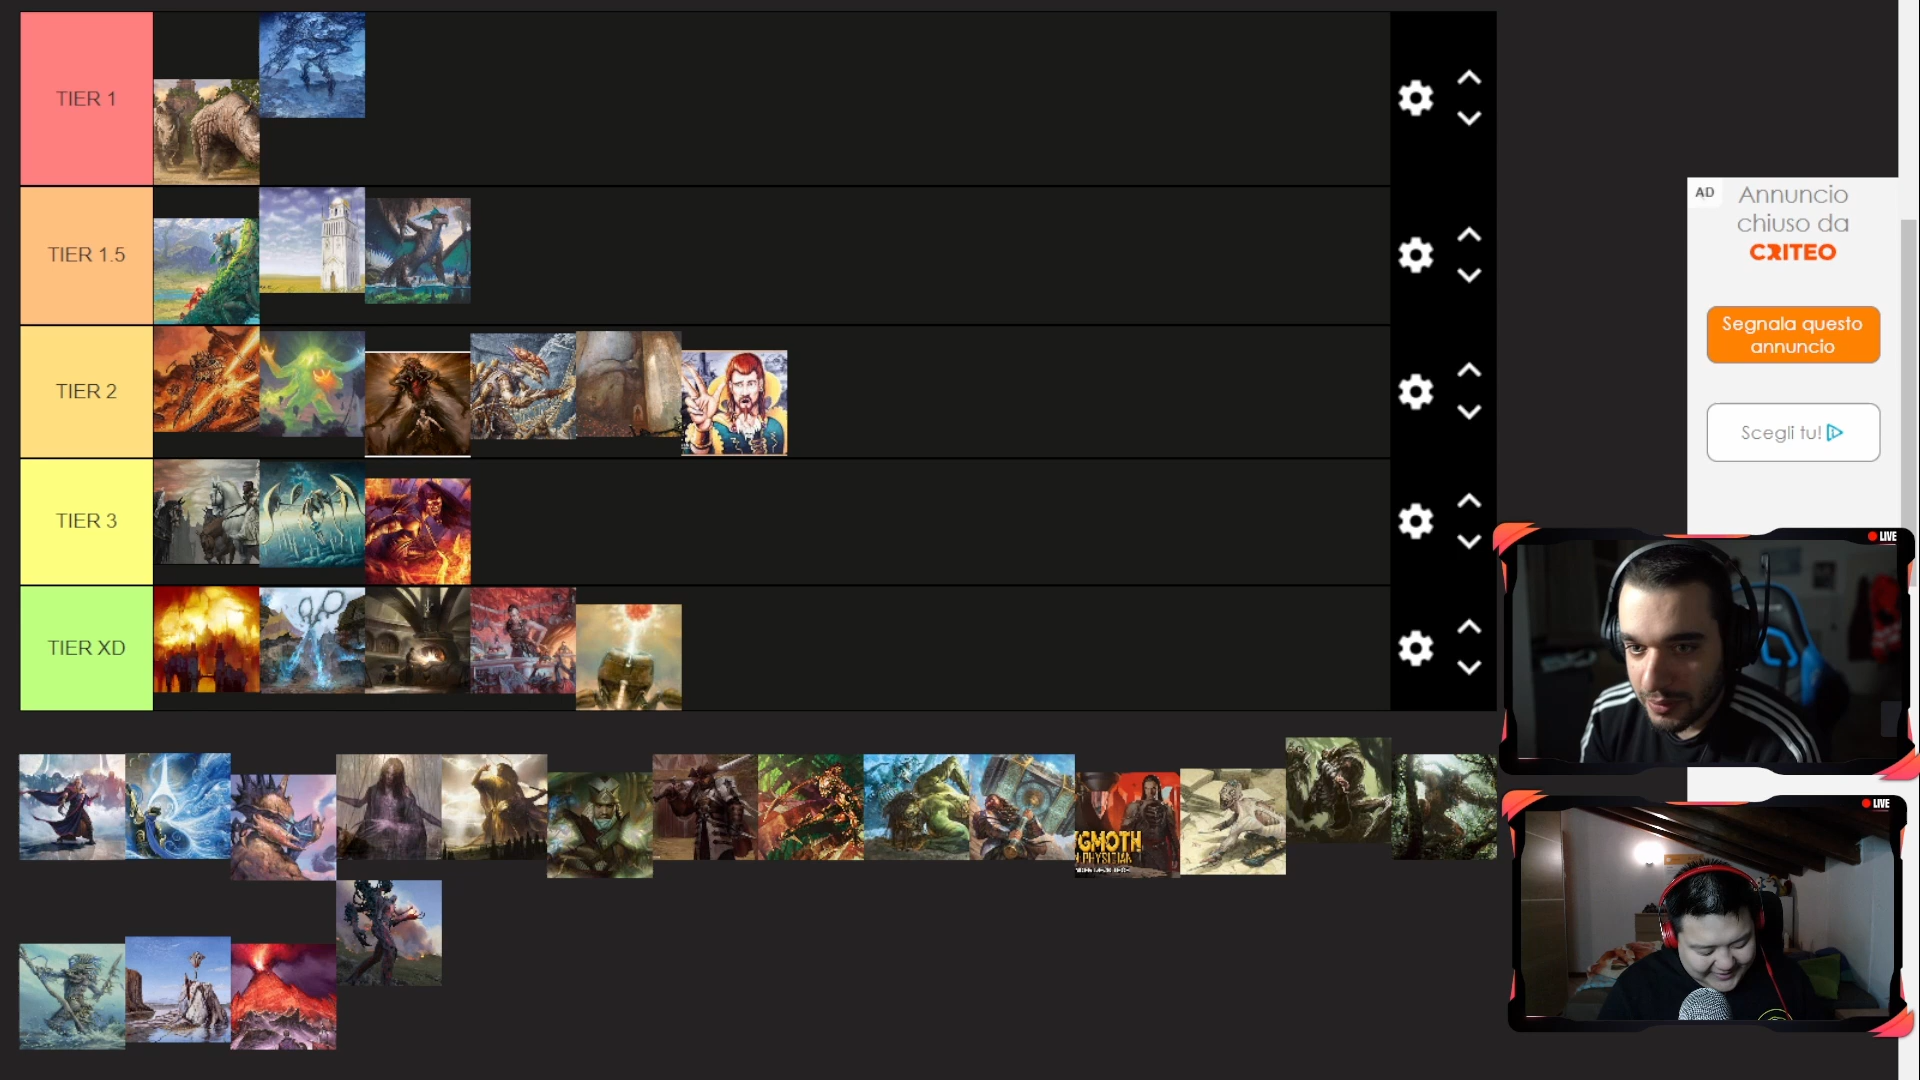 TIER 1
TIER 1.5
TIER 2
TIER 3
TIER XD
AD
Annuncio
chiuso da
CRITEO
Segnala questo
annuncio
Scegli tu!
LIVE
LIVE
GMOTH
PHYSITIAN